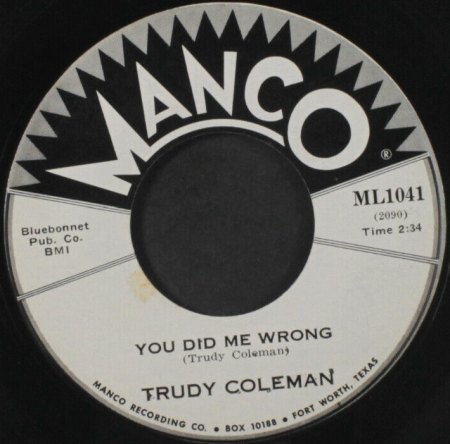 MANCO
®
Bluebonnet
Pub. Co.
BMI
ML1041
(2090)
Time 2:34
YOU DID ME WRONG
(Trudy Coleman)
TRUDY COLEMAN
MANCO RECORDING CO. • BOX 10188 • FORT WORTH, TEXAS